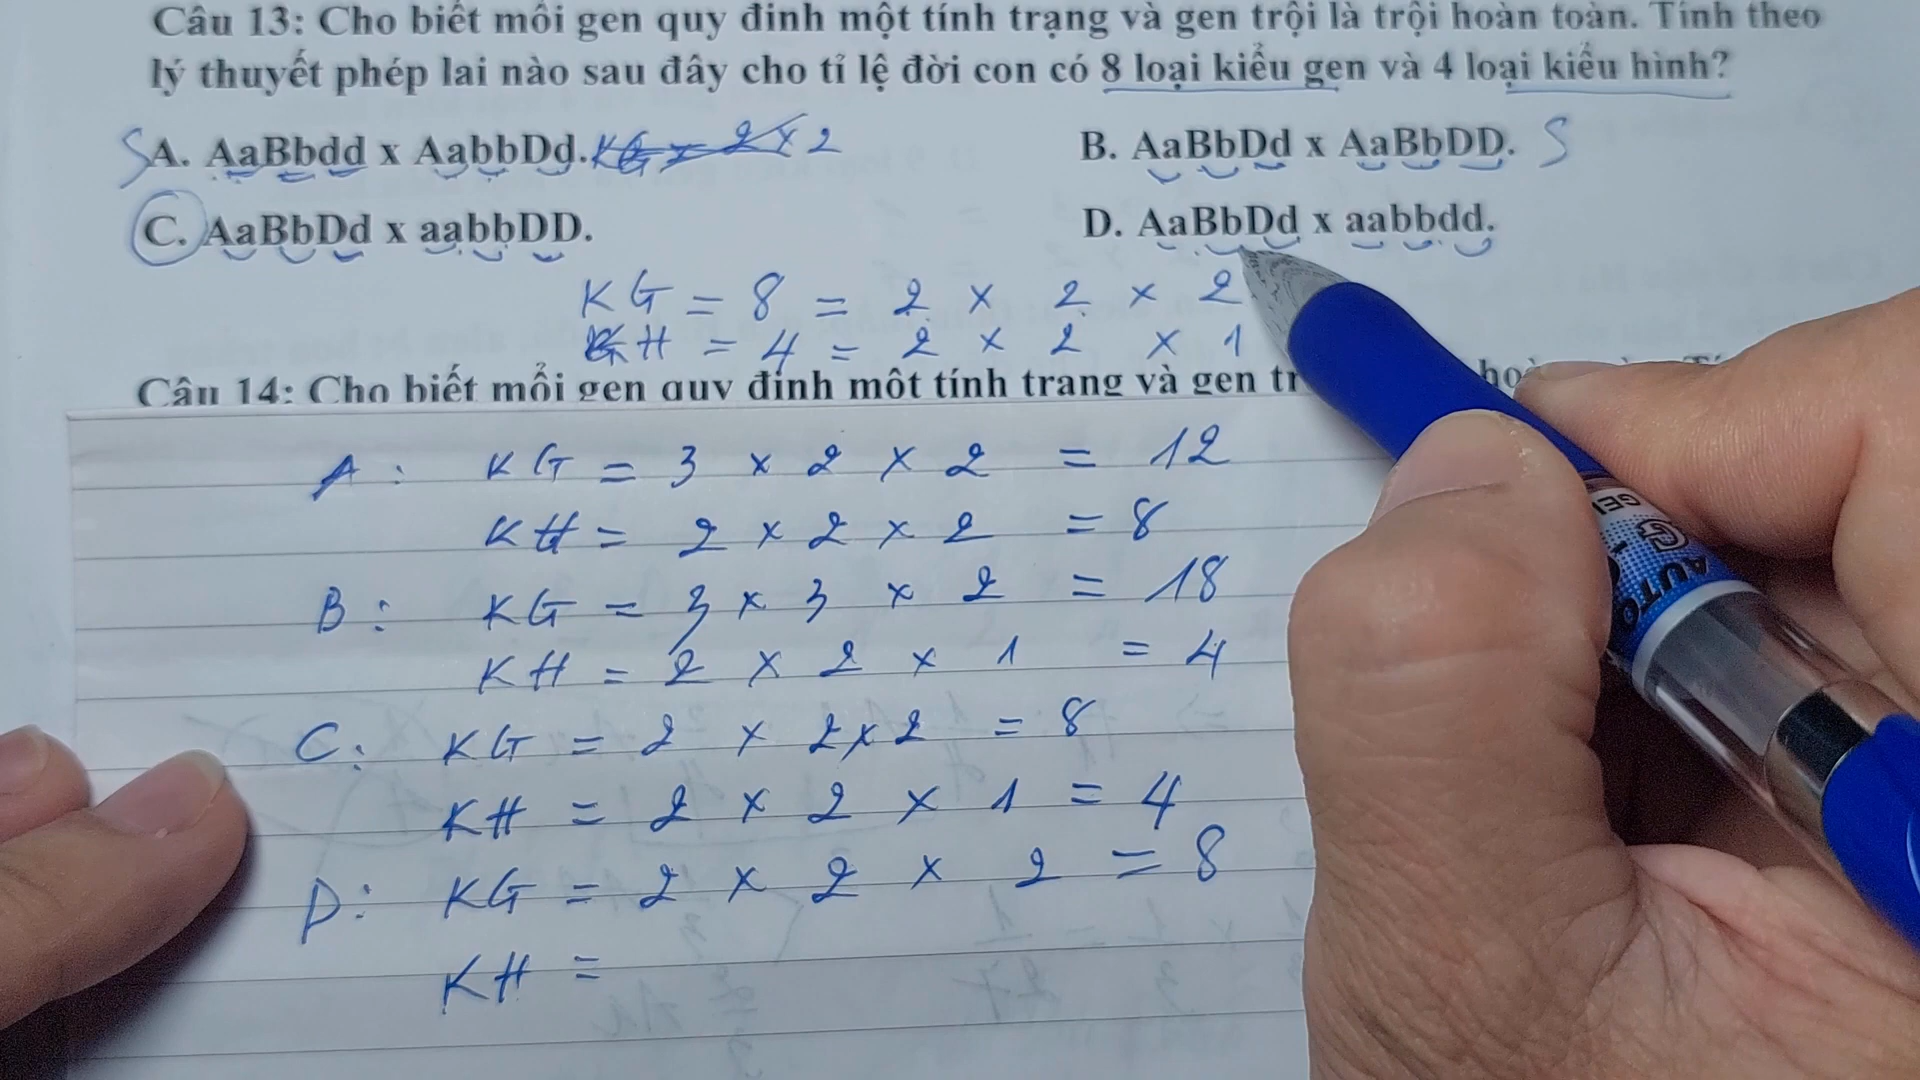 Câu 13: Cho biết mỗi gen quy đinh một tính trạng và gen trội là trội hoàn toàn. Tính theo
lý thuyết phép lai nào sau đây cho tỉ lệ đời con có 8 loại kiểu gen và 4 loại kiểu hình?
S A. AaBbdd x AabbDd. KG = 2 x 2
B. AaBbDd x AaBbDD. S
C. AaBbDd x aabbDD.
D. AaBbDd x aabbdd.
KG = 8 = 2 x 2 x 2
KH = 4 = 2 x 2 x 1
Câu 14: Cho biết mỗi gen quy định một tính trạng và gen tr
A: KG = 3 x 2 x 2 = 12
KH = 2 x 2 x 2 = 8
B: KG = 3 x 3 x 2 = 18
KH = 2 x 2 x 1 = 4
C: KG = 2 x 2 x 2 = 8
KH = 2 x 2 x 1 = 4
D: KG = 2 x 2 x 2 = 8
KH =